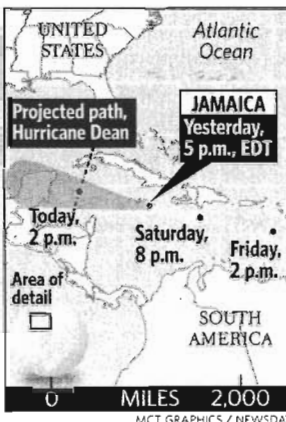 UNITED
STATES
Atlantic
Ocean
Projected path,
Hurricane Dean
JAMAICA
Yesterday,
5 p.m., EDT
Today,
2 p.m.
Saturday,
8 p.m.
Friday,
2 p.m.
Area of
detail
SOUTH
AMERICA
0 MILES 2,000
MCT GRAPHICS / NEWSDAY